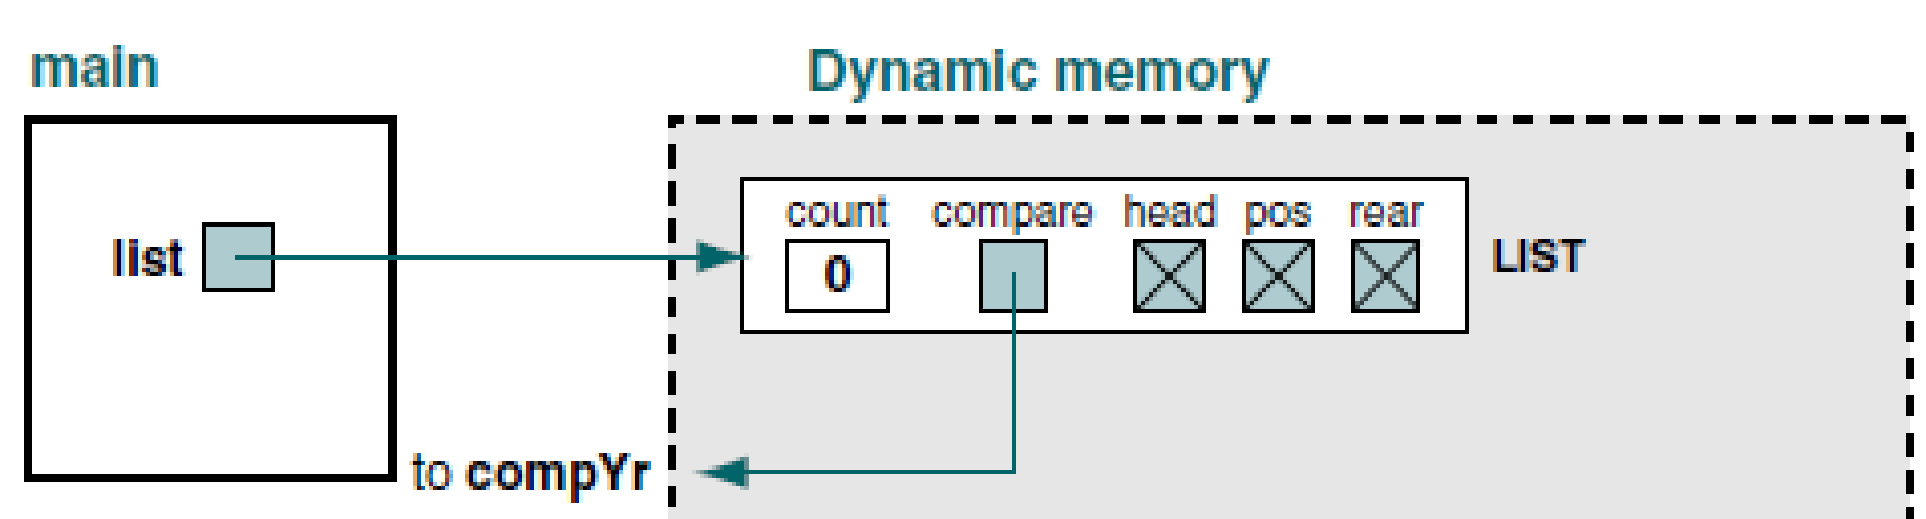 main
Dynamic memory
count compare head pos rear
list
0
LIST
to compYr